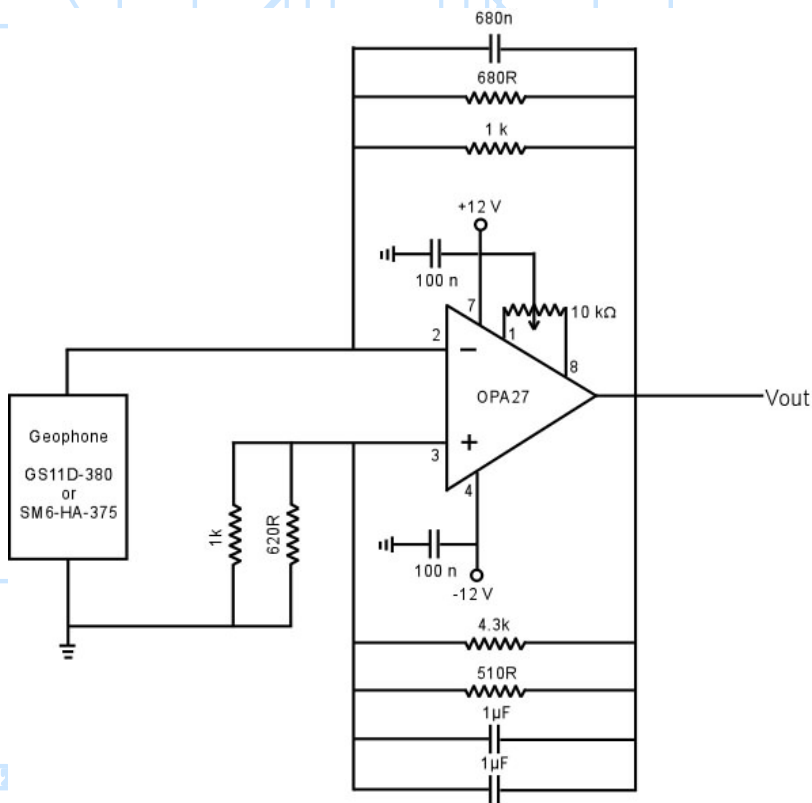 680n
680R
1 k
+12 V
100 n
7
10 kΩ
1
2
8
OPA27
Vout
3
4
Geophone
GS11D-380
or
SM6-HA-375
1k
620R
100 n
-12 V
4.3k
510R
1µF
1µF